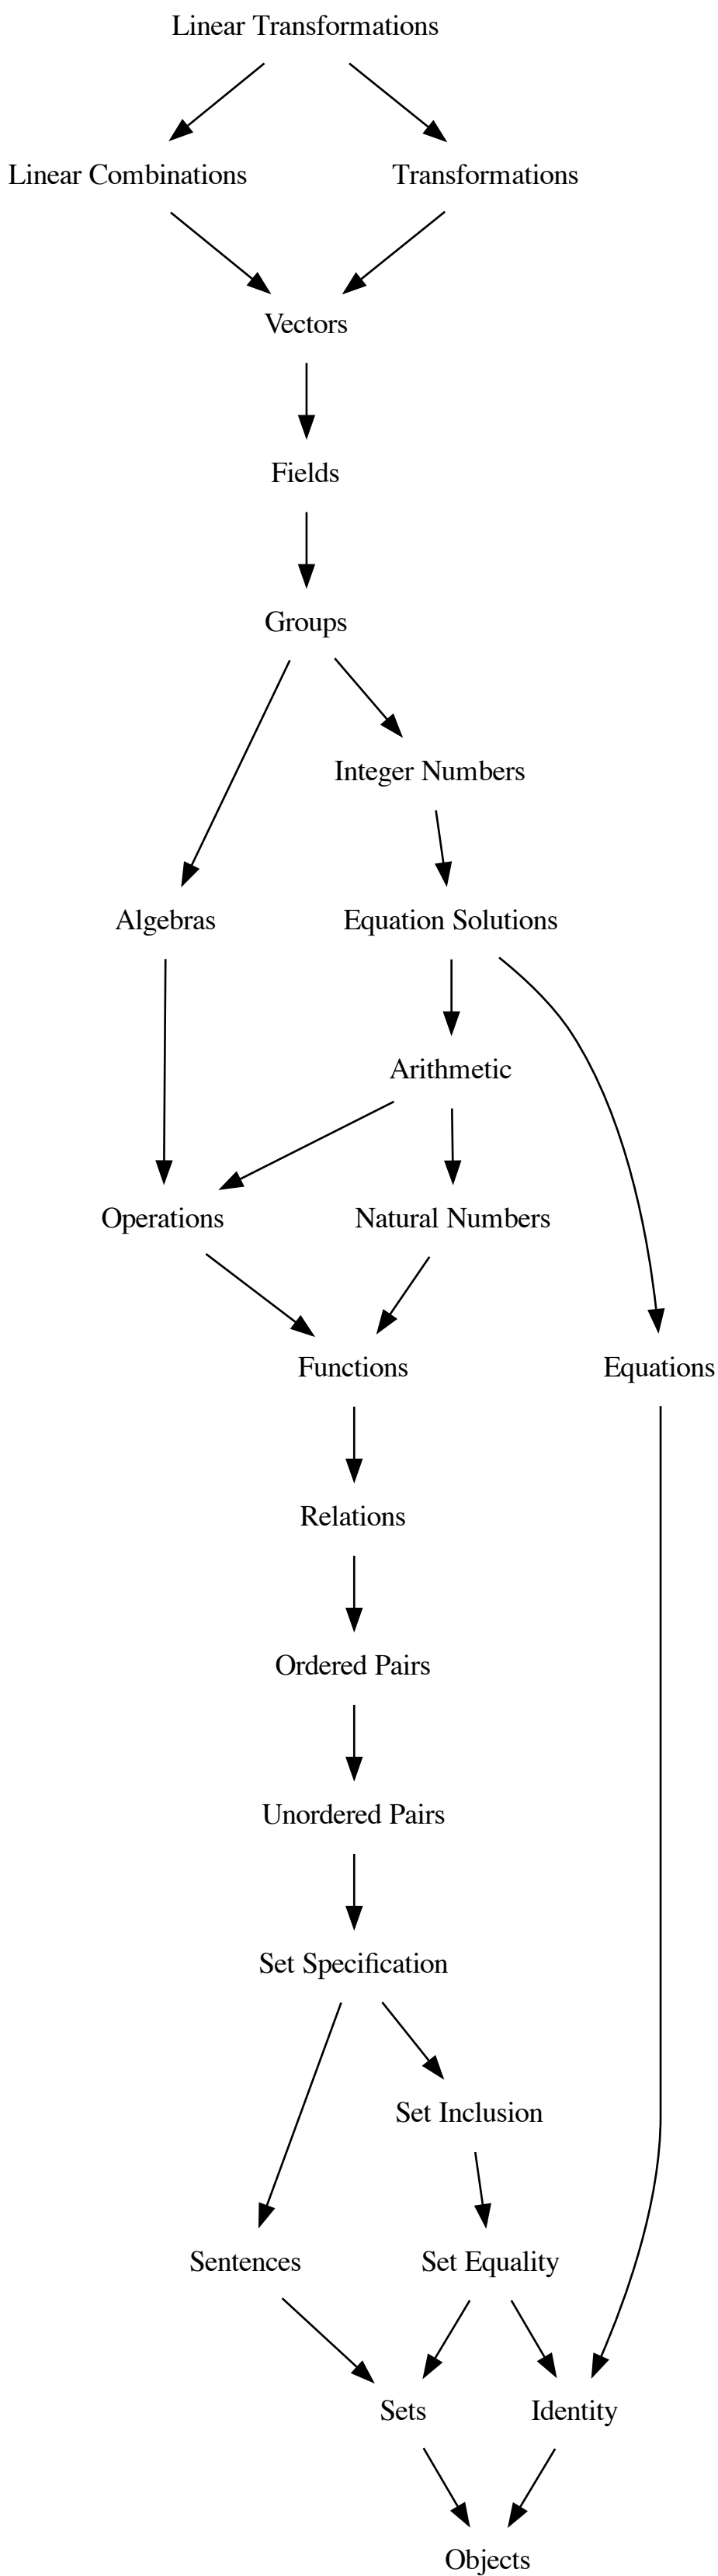 Linear Transformations
Linear Combinations
Transformations
Vectors
Fields
Groups
Integer Numbers
Algebras
Equation Solutions
Arithmetic
Operations
Natural Numbers
Functions
Equations
Relations
Ordered Pairs
Unordered Pairs
Set Specification
Set Inclusion
Sentences
Set Equality
Sets
Identity
Objects